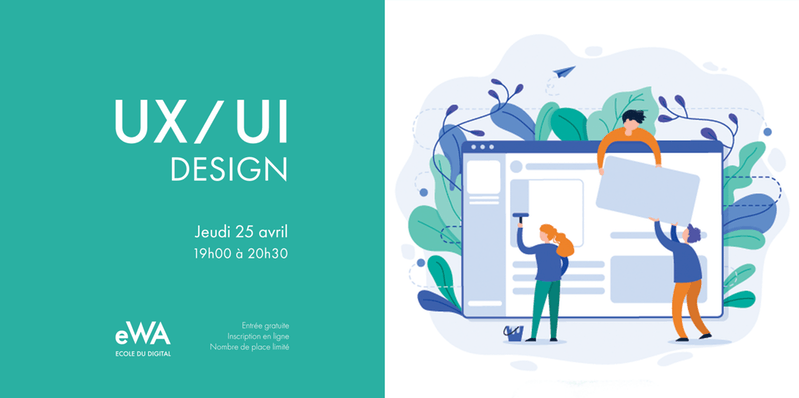 UX/UI
DESIGN
Jeudi 25 avril
19h00 à 20h30
eWA
ECOLE DU DIGITAL
Entrée gratuite
Inscription en ligne
Nombre de place limité